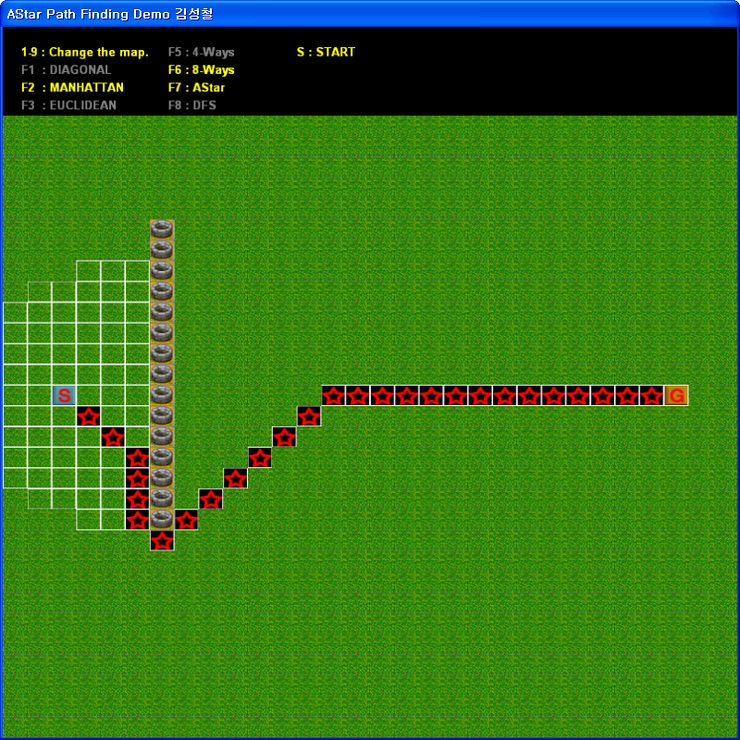 AStar Path Finding Demo 김성철
1-9 : Change the map. F5 : 4-Ways S : START
F1 : DIAGONAL F6 : 8-Ways
F2 : MANHATTAN F7 : AStar
F3 : EUCLIDEAN F8 : DFS
S G